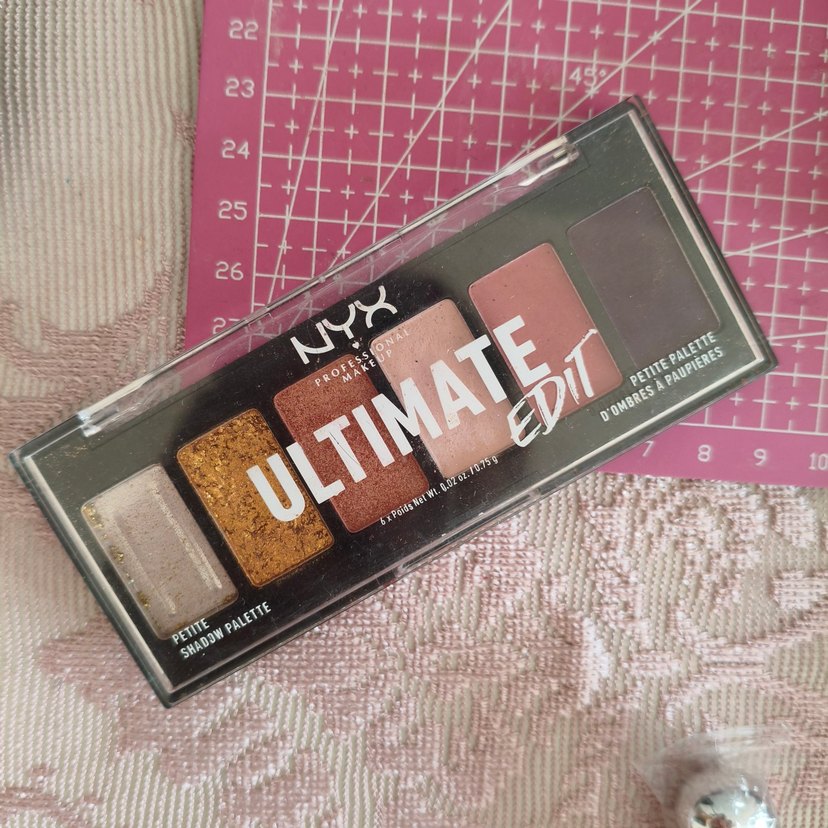 22
45°
23
24
25
26
27
NYX
PROFESSIONAL
MAKEUP
ULTIMATE
EDIT
6 x Poids Net Wt. 0.02 oz. / 0.75 g
PETITE PALETTE
D'OMBRES À PAUPIÈRES
PETITE
SHADOW PALETTE
7 8 9 10